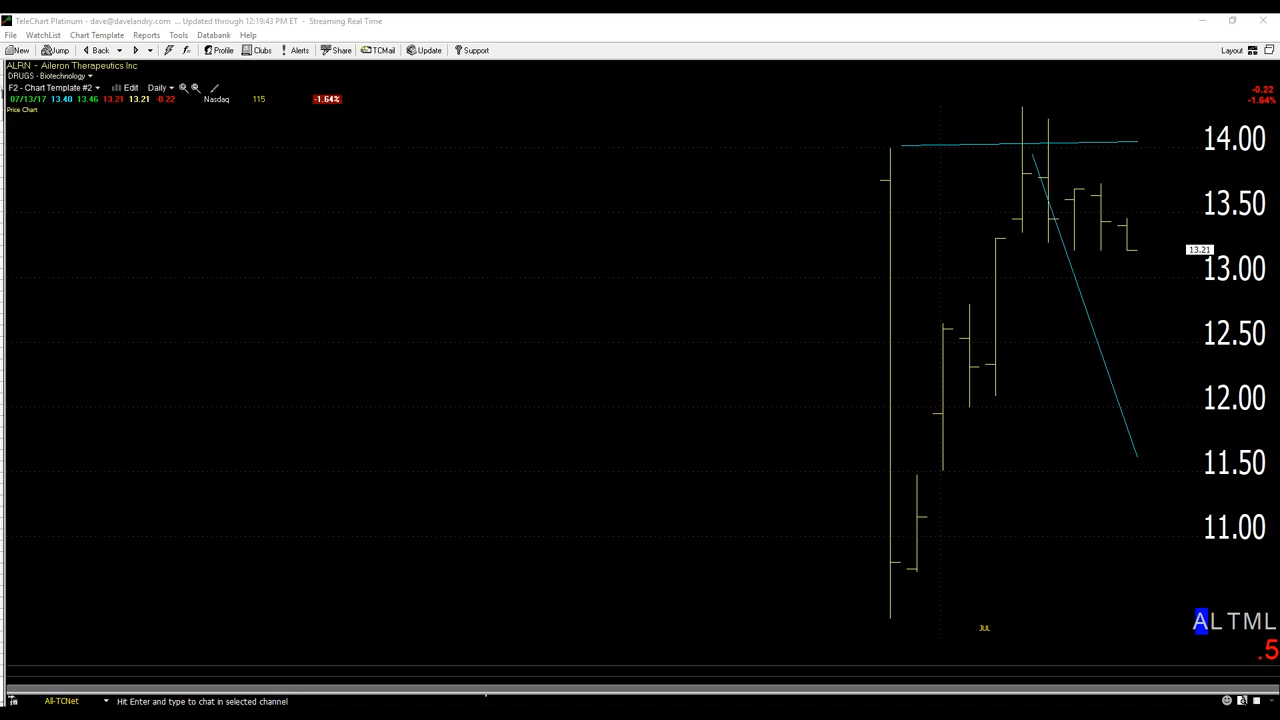 TeleChart Platinum - dave@davelandry.com ... Updated through 12:19:43 PM ET - Streaming Real Time
File WatchList Chart Template Reports Tools Databank Help
New Jump Back Profile Clubs Alerts Share TCMail Update Support Layout
ALRN - Aileron Therapeutics Inc
DRUGS - Biotechnology
F2 - Chart Template #2 Edit Daily
07/13/17 13.40 13.46 13.21 13.21 -0.22 Nasdaq 115 -1.64%
-0.22
-1.64%
Price Chart
14.00
13.50
13.21
13.00
12.50
12.00
11.50
11.00
ALTML
JUL
.5
All-TCNet Hit Enter and type to chat in selected channel